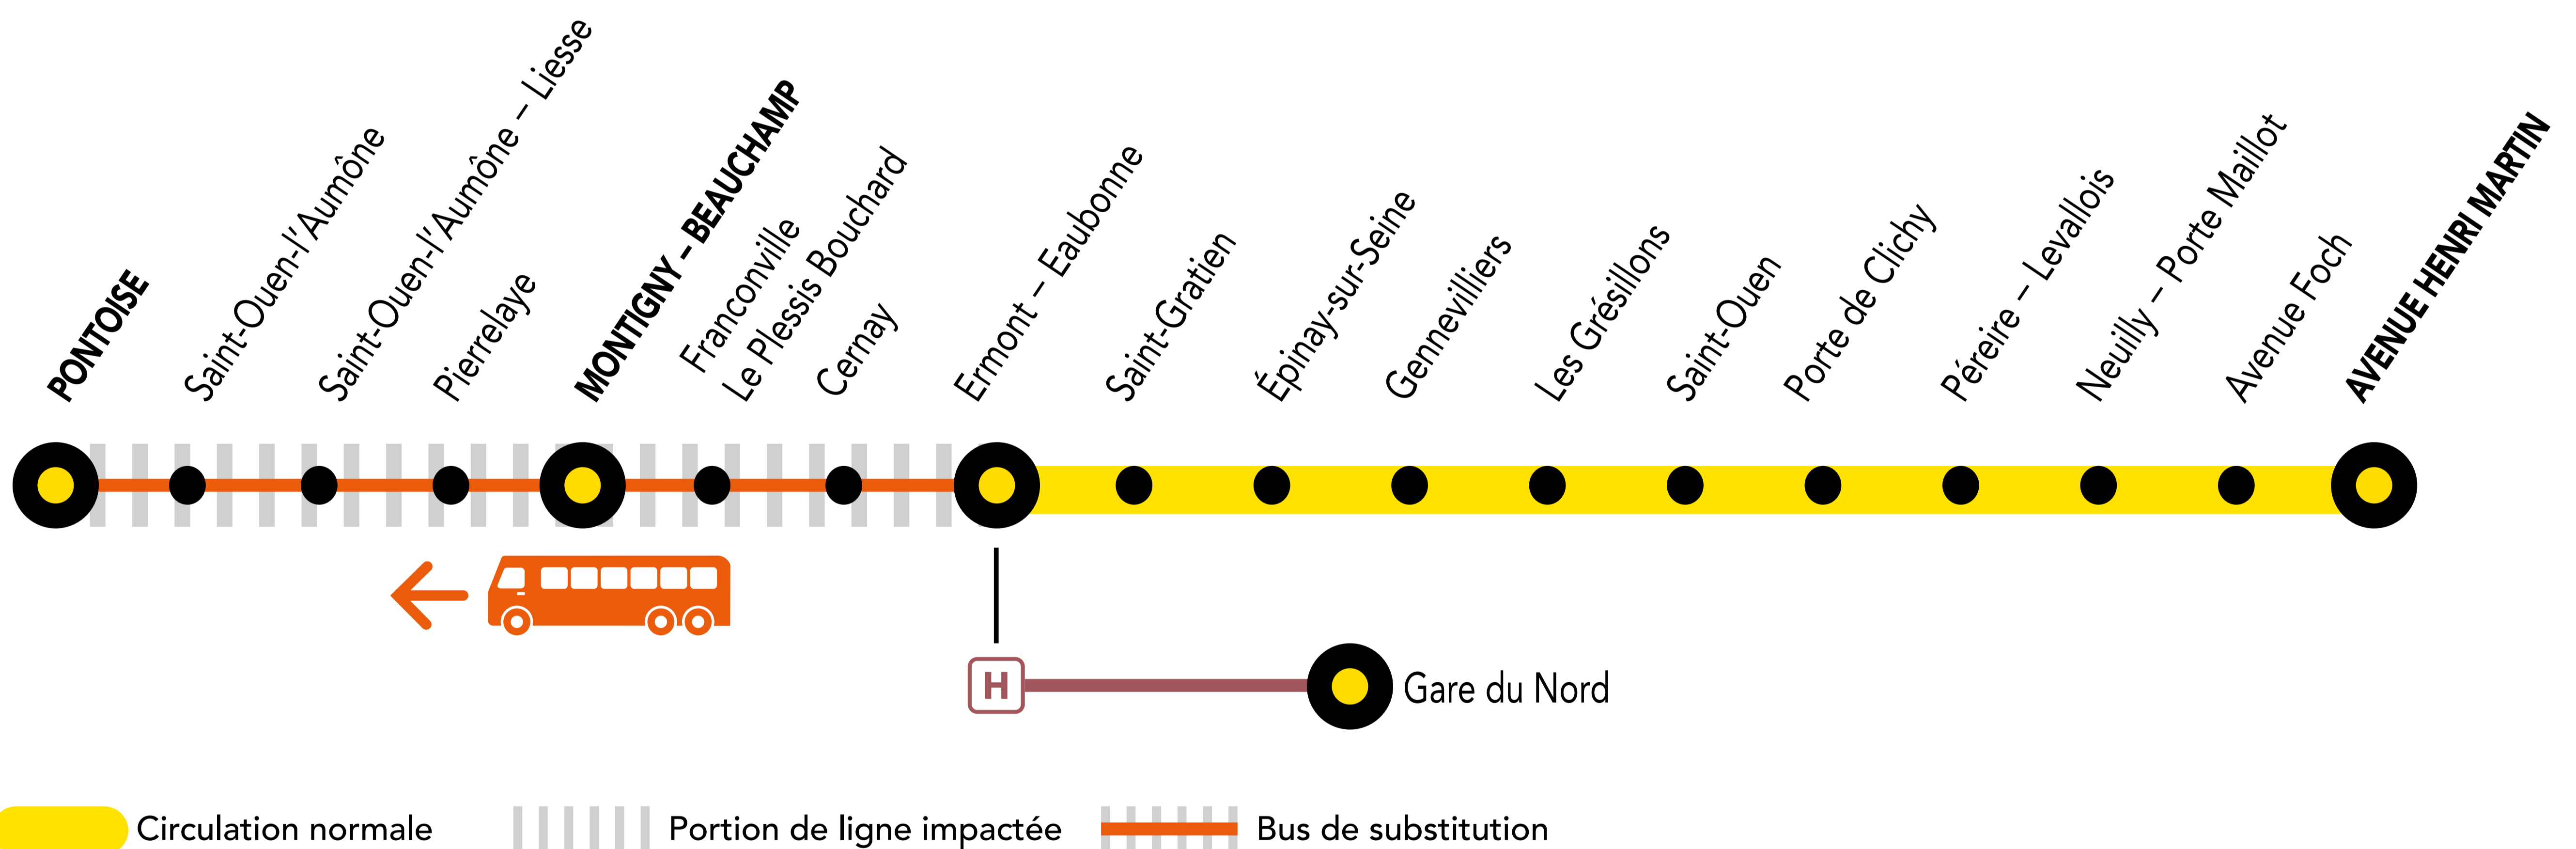 PONTOISE
Saint-Ouen-l'Aumône
Saint-Ouen-l'Aumône – Liesse
Pierrelaye
MONTIGNY – BEAUCHAMP
Franconville
Le Plessis Bouchard
Cernay
Ermont – Eaubonne
Saint-Gratien
Épinay-sur-Seine
Gennevilliers
Les Grésillons
Saint-Ouen
Porte de Clichy
Péreire – Levallois
Neuilly – Porte Maillot
Avenue Foch
AVENUE HENRI MARTIN
H
Gare du Nord
Circulation normale
Portion de ligne impactée
Bus de substitution